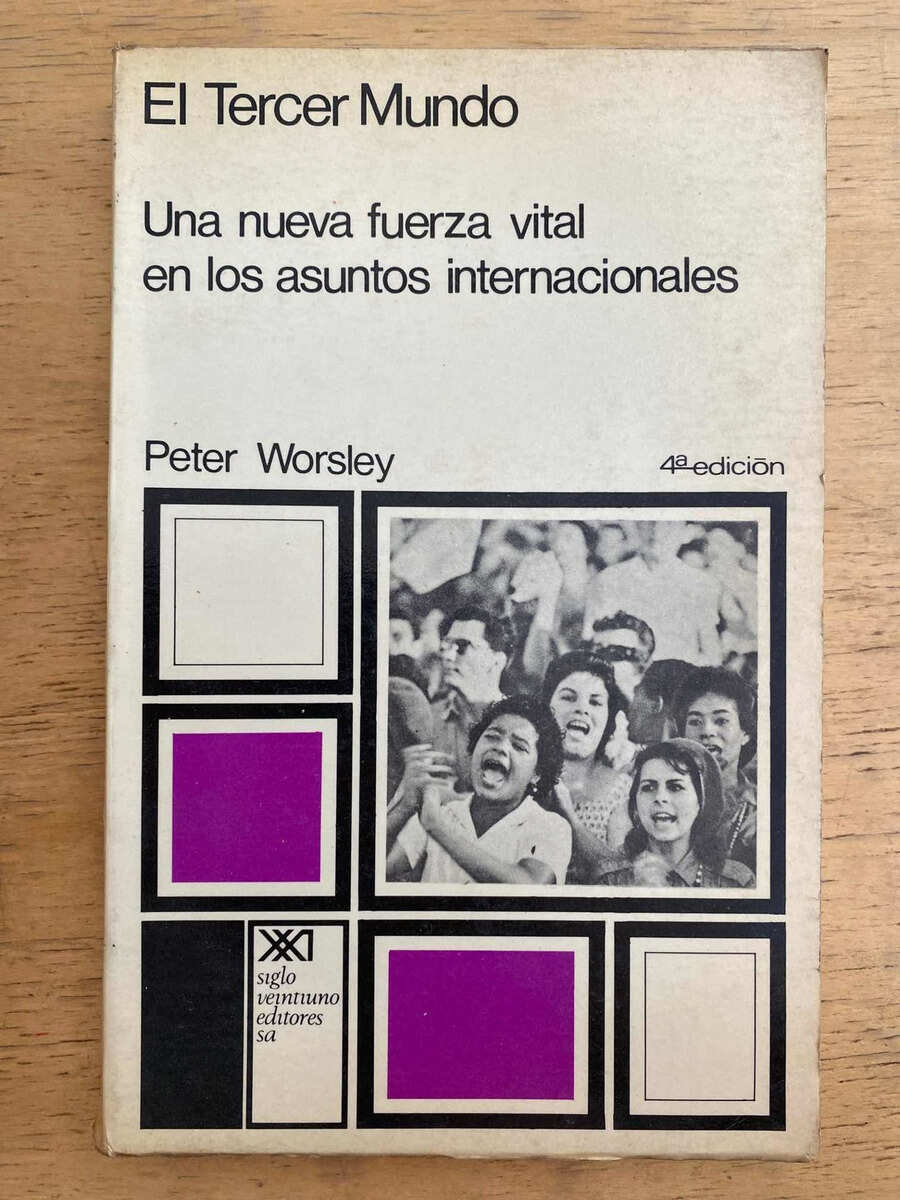 El Tercer Mundo
Una nueva fuerza vital
en los asuntos internacionales
Peter Worsley
4ª edición
XXI
siglo
veintiuno
editores
sa